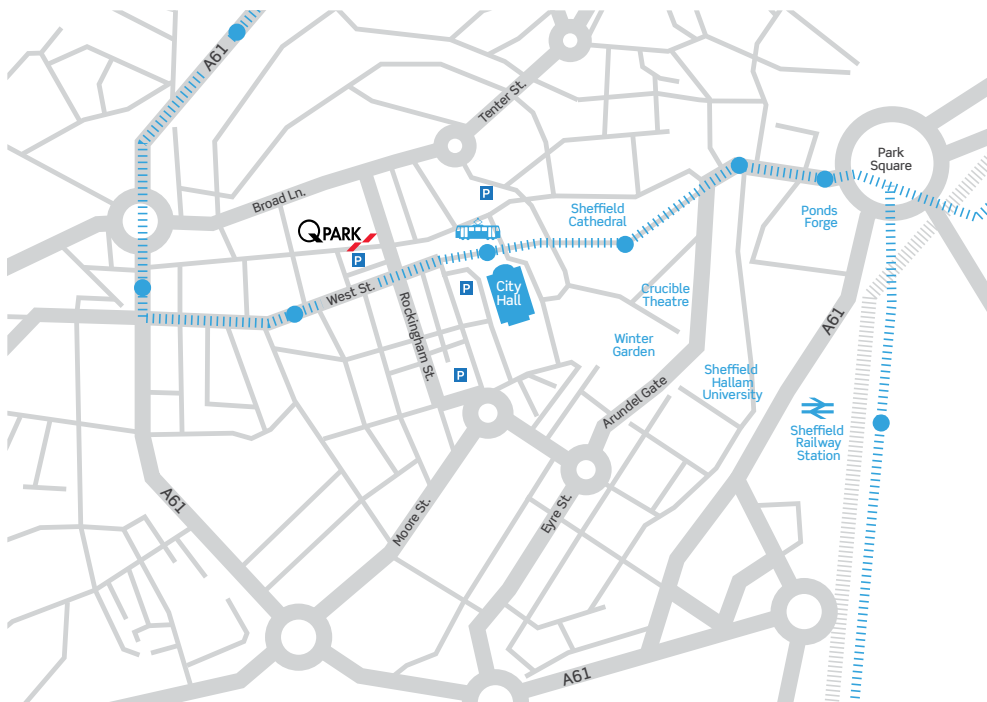 A61
Tenter St.
Park
Square
Broad Ln.
P
Sheffield
Cathedral
Ponds
Forge
QPARK
P
West St.
P
City
Hall
Crucible
Theatre
Rockingham St.
Winter
Garden
A61
P
Arundel Gate
Sheffield
Hallam
University
Sheffield
Railway
Station
A61
Moore St.
Eyre St.
A61